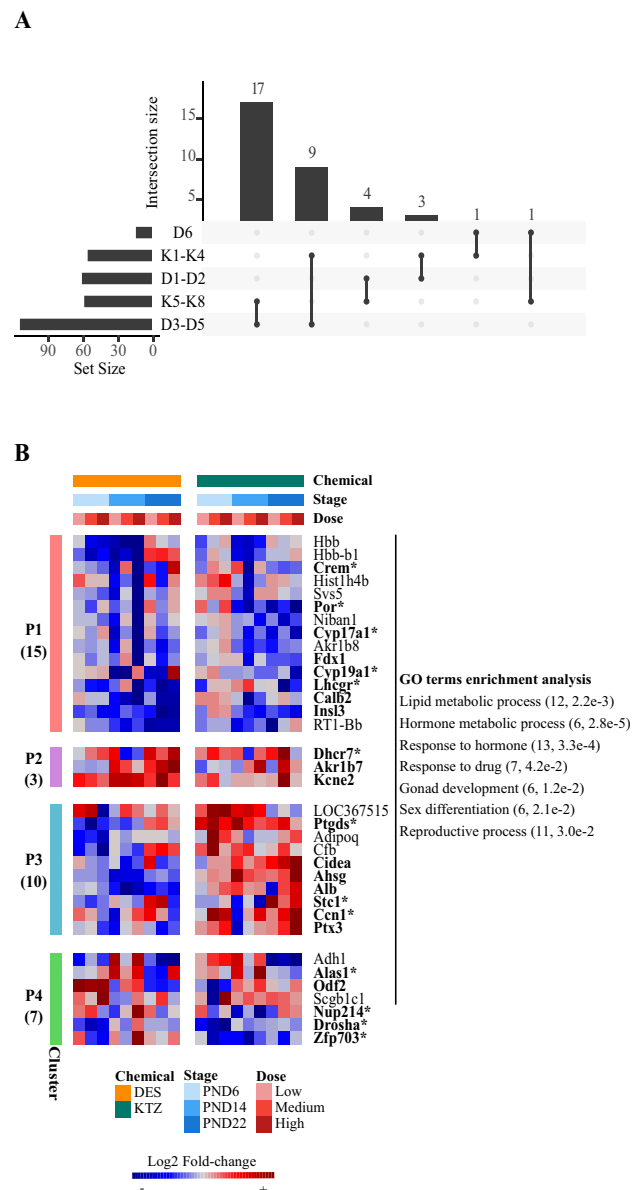 A
17
9
4
3
1
1
Intersection size
15
10
5
D6
K1-K4
D1-D2
K5-K8
D3-D5
90
60
30
0
Set Size
B
Chemical
Stage
Dose
P1
(15)
Hbb
Hbb-b1
Crem*
Hist1h4b
Svs5
Por*
Niban1
Cyp17a1*
Akr1b8
Fdx1
Cyp19a1*
Lhcgr*
Calb2
Insl3
RT1-Bb
P2
(3)
Dhcr7*
Akr1b7
Kcne2
P3
(10)
LOC367515
Ptgds*
Adipoq
Cfb
Cidea
Ahsg
Alb
Stc1*
Ccn1*
Ptx3
P4
(7)
Adh1
Alas1*
Odf2
Scgb1c1
Nup214*
Drosha*
Zfp703*
GO terms enrichment analysis
Lipid metabolic process (12, 2.2e-3)
Hormone metabolic process (6, 2.8e-5)
Response to hormone (13, 3.3e-4)
Response to drug (7, 4.2e-2)
Gonad development (6, 1.2e-2)
Sex differentiation (6, 2.1e-2)
Reproductive process (11, 3.0e-2
Cluster
Chemical
DES
KTZ
Stage
PND6
PND14
PND22
Dose
Low
Medium
High
Log2 Fold-change
- +